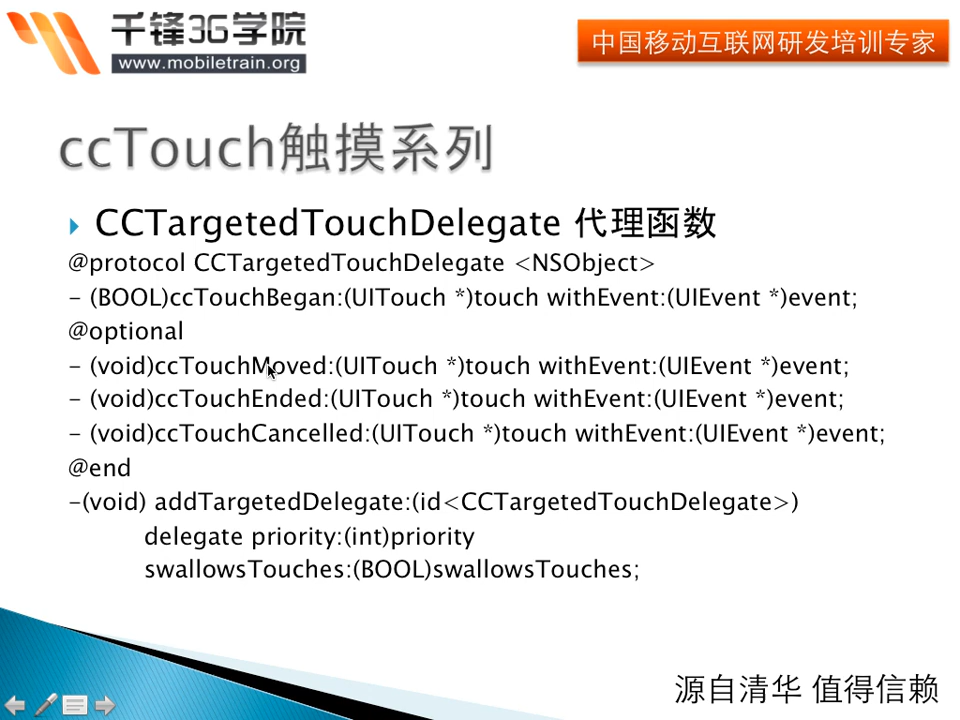 千锋3G学院
www.mobiletrain.org
中国移动互联网研发培训专家
ccTouch触摸系列
CCTargetedTouchDelegate 代理函数
@protocol CCTargetedTouchDelegate <NSObject>
- (BOOL)ccTouchBegan:(UITouch *)touch withEvent:(UIEvent *)event;
@optional
- (void)ccTouchMoved:(UITouch *)touch withEvent:(UIEvent *)event;
- (void)ccTouchEnded:(UITouch *)touch withEvent:(UIEvent *)event;
- (void)ccTouchCancelled:(UITouch *)touch withEvent:(UIEvent *)event;
@end
-(void) addTargetedDelegate:(id<CCTargetedTouchDelegate>)
delegate priority:(int)priority
swallowsTouches:(BOOL)swallowsTouches;
源自清华 值得信赖